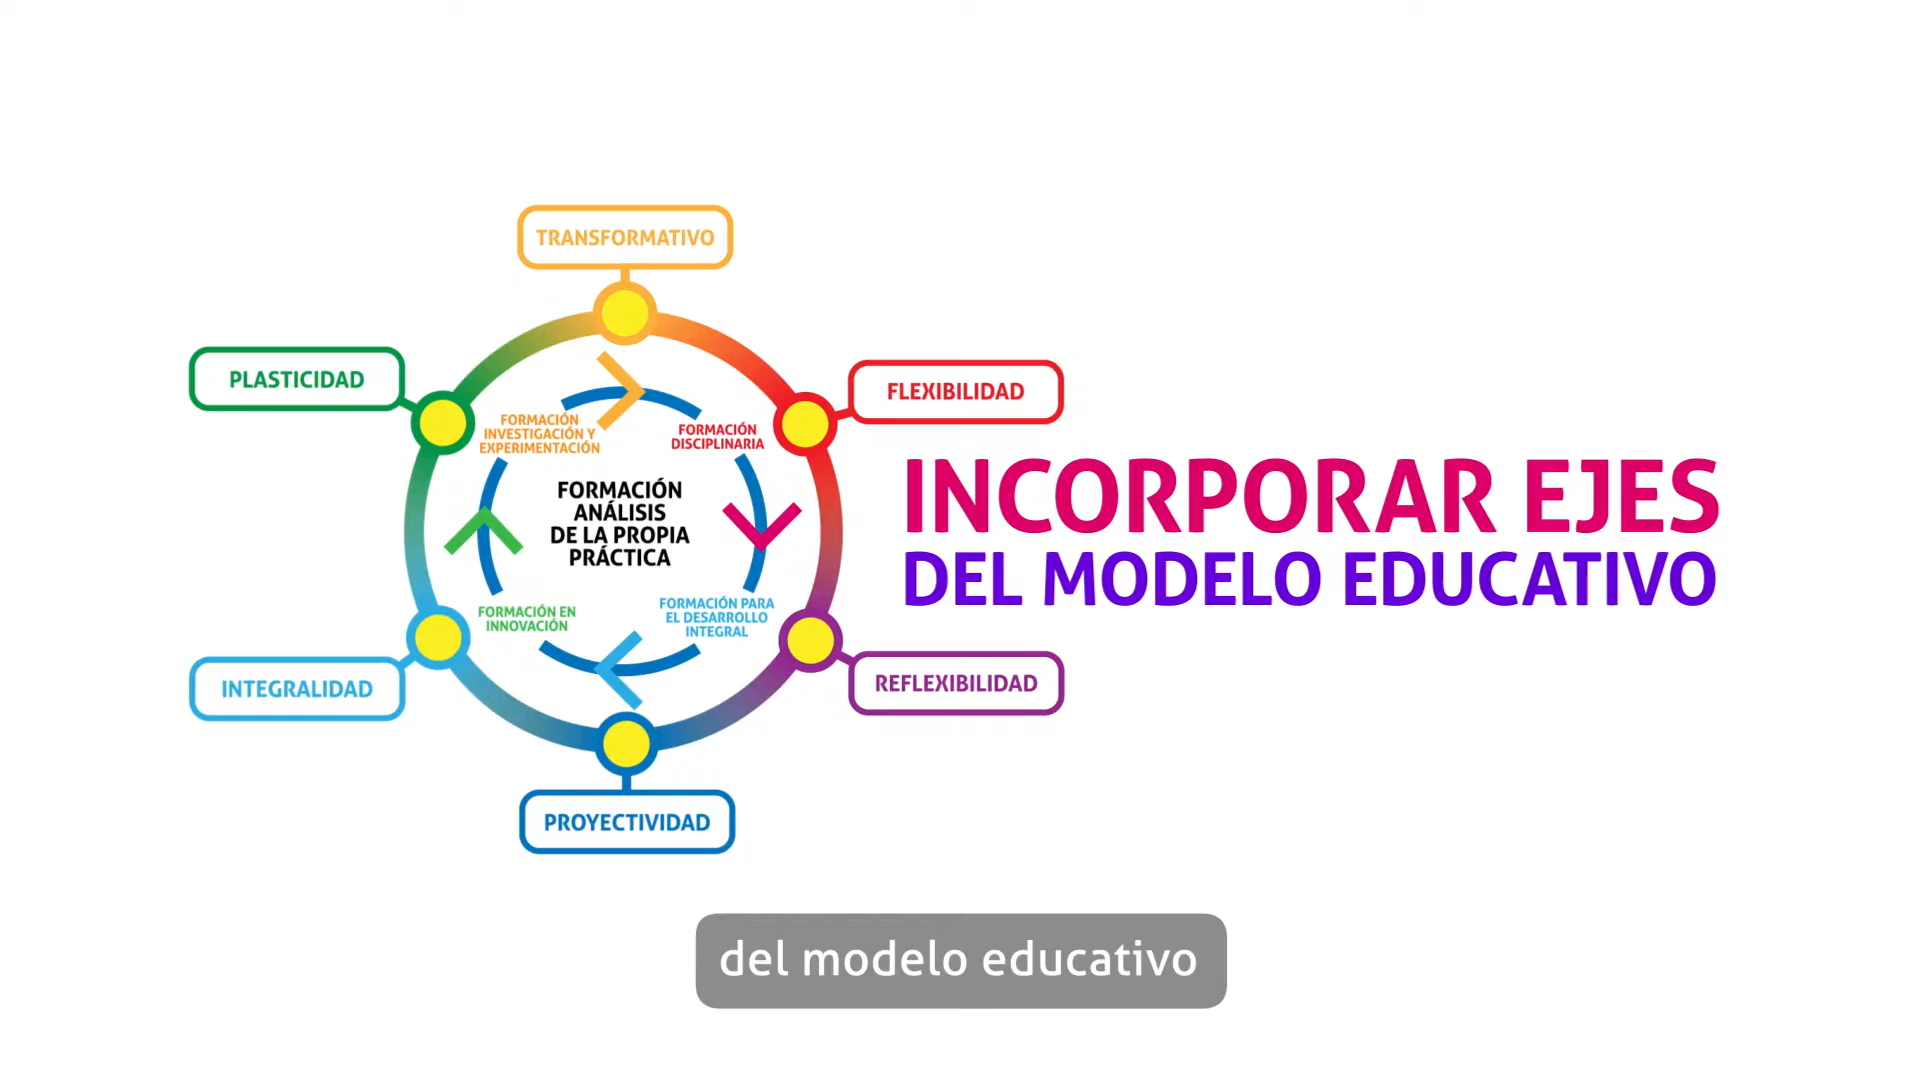 TRANSFORMATIVO
PLASTICIDAD
FLEXIBILIDAD
FORMACIÓN
INVESTIGACIÓN Y
EXPERIMENTACIÓN
FORMACIÓN
DISCIPLINARIA
FORMACIÓN
ANÁLISIS
DE LA PROPIA
PRÁCTICA
FORMACIÓN EN
INNOVACIÓN
FORMACIÓN PARA
EL DESARROLLO
INTEGRAL
INTEGRALIDAD
REFLEXIBILIDAD
PROYECTIVIDAD
INCORPORAR EJES
DEL MODELO EDUCATIVO
del modelo educativo